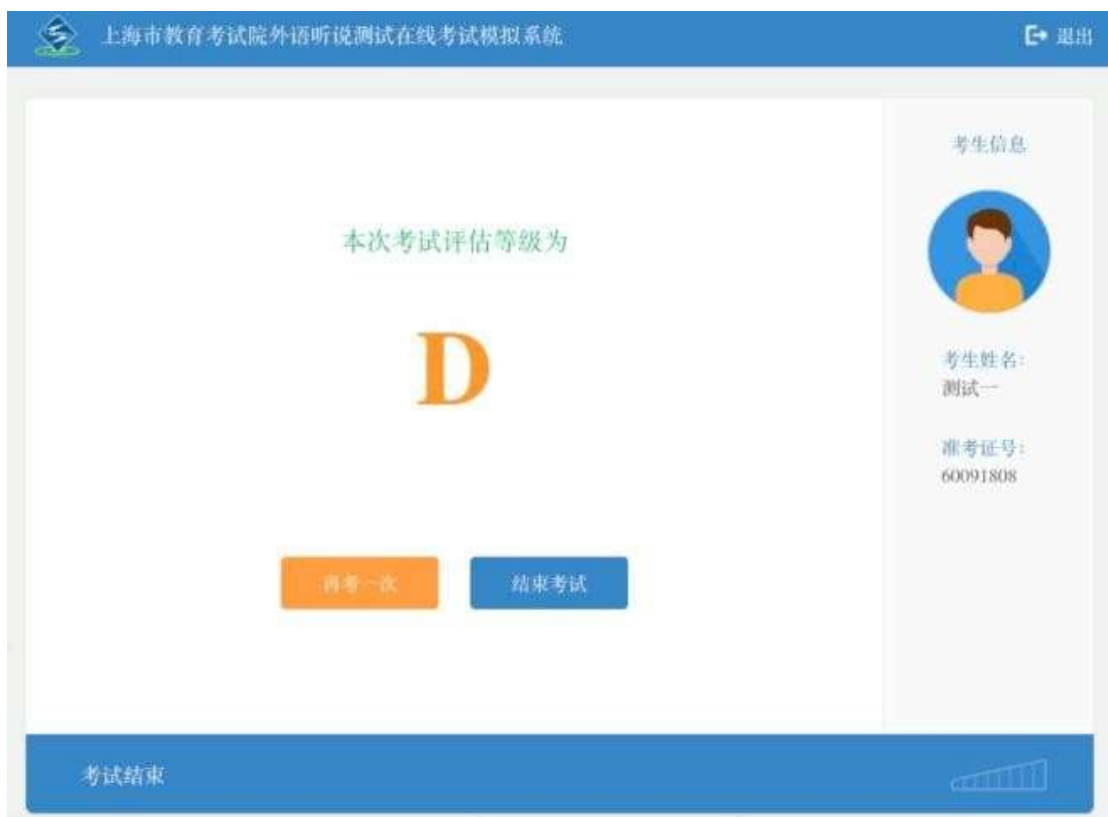 上海市教育考试院外语听说测试在线考试模拟系统
退出
考生信息
本次考试评估等级为
D
考生姓名:
测试一
准考证号:
60091808
再考一次
结束考试
考试结束